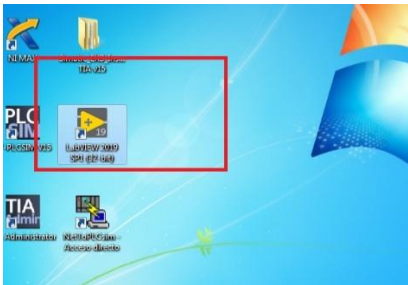 NI MAX
TIA V15
PLC
SIM
S-PLCSIM V15
19
LabVIEW 2019
SP1 (32-bit)
TIA
Admin
Administrator
NetToPLCsim -
Acceso directo